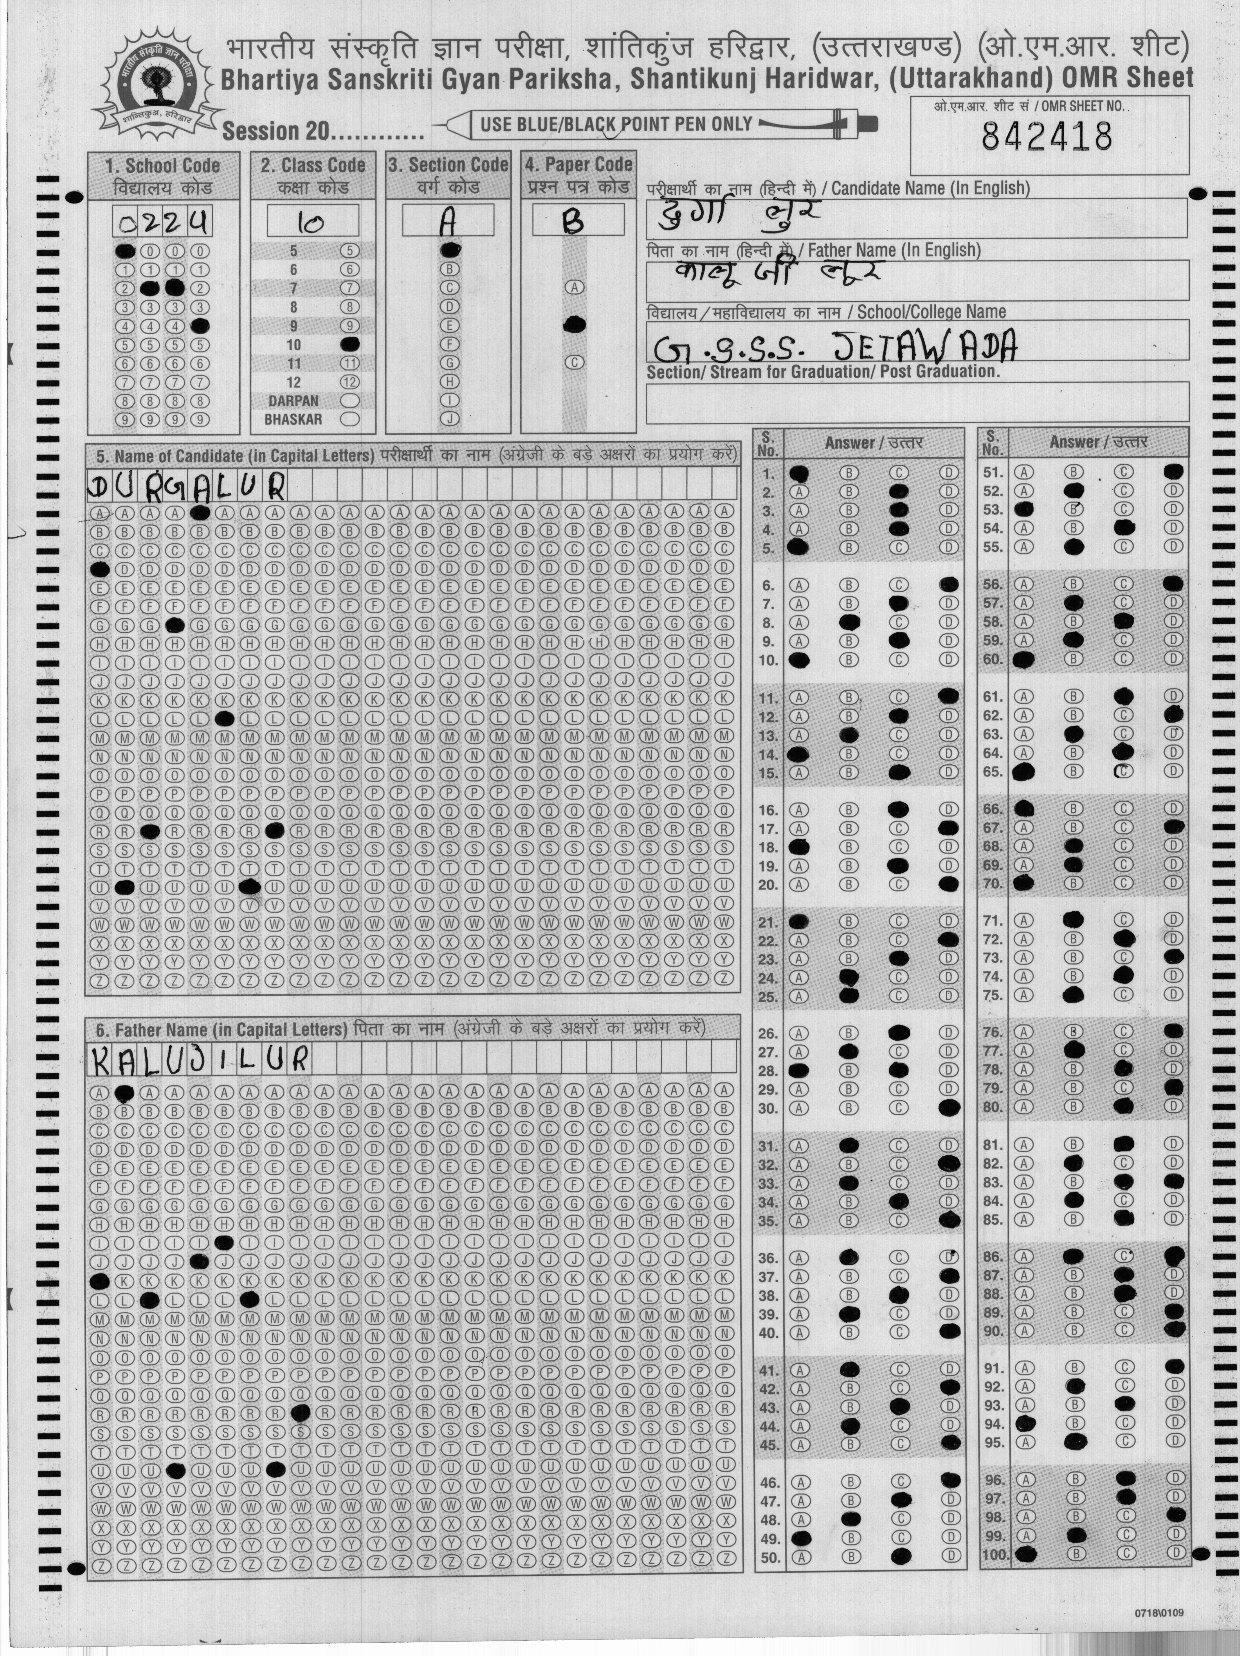 भारतीय संस्कृति ज्ञान परीक्षा, शांतिकुंज हरिद्वार, (उत्तराखण्ड) (ओ.एम.आर. शीट)
Bhartiya Sanskriti Gyan Pariksha, Shantikunj Haridwar, (Uttarakhand) OMR Sheet
Session 20............ USE BLUE/BLACK POINT PEN ONLY
ओ.एम.आर. शीट सं / OMR SHEET NO..
842418
1. School Code
विद्यालय कोड
0224
2. Class Code
कक्षा कोड
10
5
6
7
8
9
10
11
12
DARPAN
BHASKAR
3. Section Code
वर्ग कोड
A
4. Paper Code
प्रश्न पत्र कोड
B
परीक्षार्थी का नाम (हिन्दी में) / Candidate Name (In English)
दुर्गा लुर
पिता का नाम (हिन्दी में) / Father Name (In English)
कालू जी लूर
विद्यालय/महाविद्यालय का नाम / School/College Name
G.S.S.S. JETAWADA
Section/ Stream for Graduation/ Post Graduation.
5. Name of Candidate (in Capital Letters) परीक्षार्थी का नाम (अंग्रेजी के बड़े अक्षरों का प्रयोग करें)
DURGALUR
6. Father Name (in Capital Letters) पिता का नाम (अंग्रेजी के बड़े अक्षरों का प्रयोग करें)
KALUJILUR
S. No. Answer / उत्तर
S. No. Answer / उत्तर
0718\0109